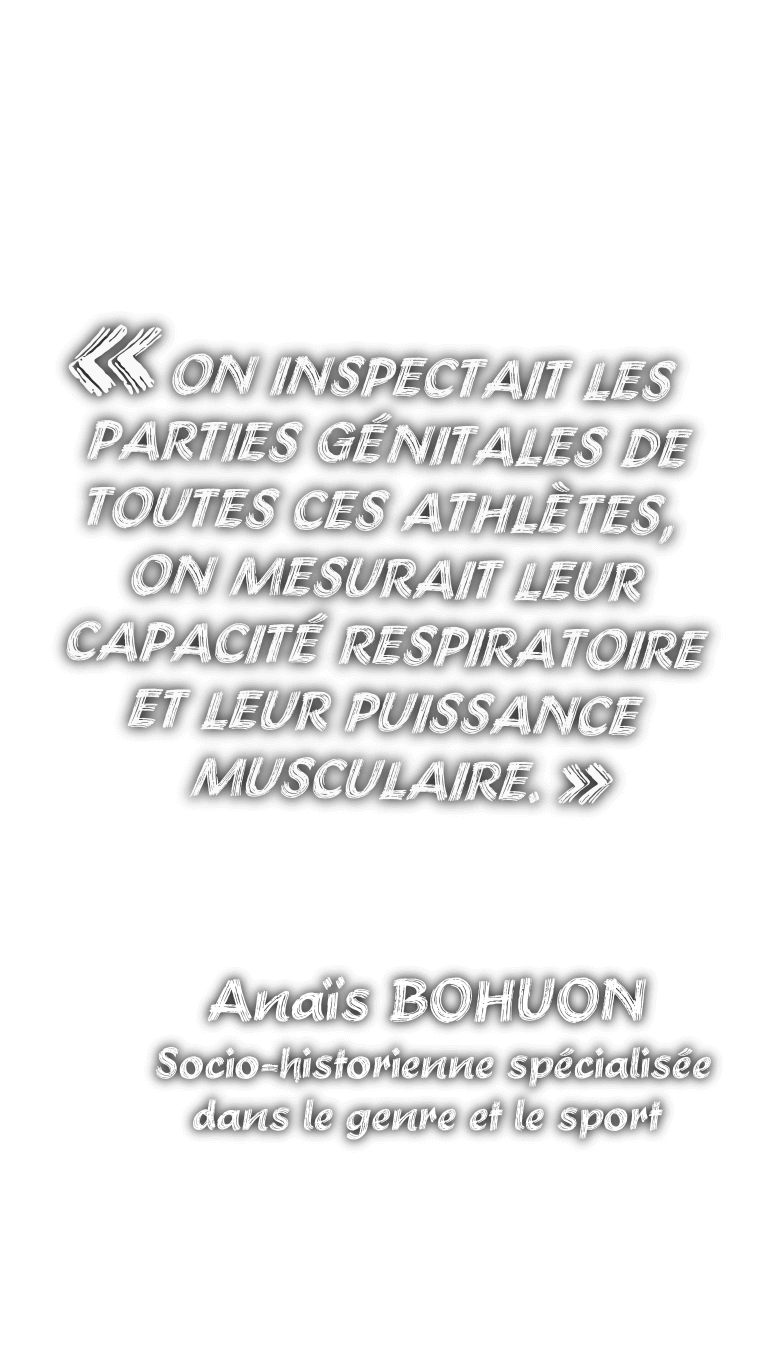 « ON INSPECTAIT LES
PARTIES GÉNITALES DE
TOUTES CES ATHLÈTES,
ON MESURAIT LEUR
CAPACITÉ RESPIRATOIRE
ET LEUR PUISSANCE
MUSCULAIRE. »
Anaïs BOHUON
Socio-historienne spécialisée
dans le genre et le sport